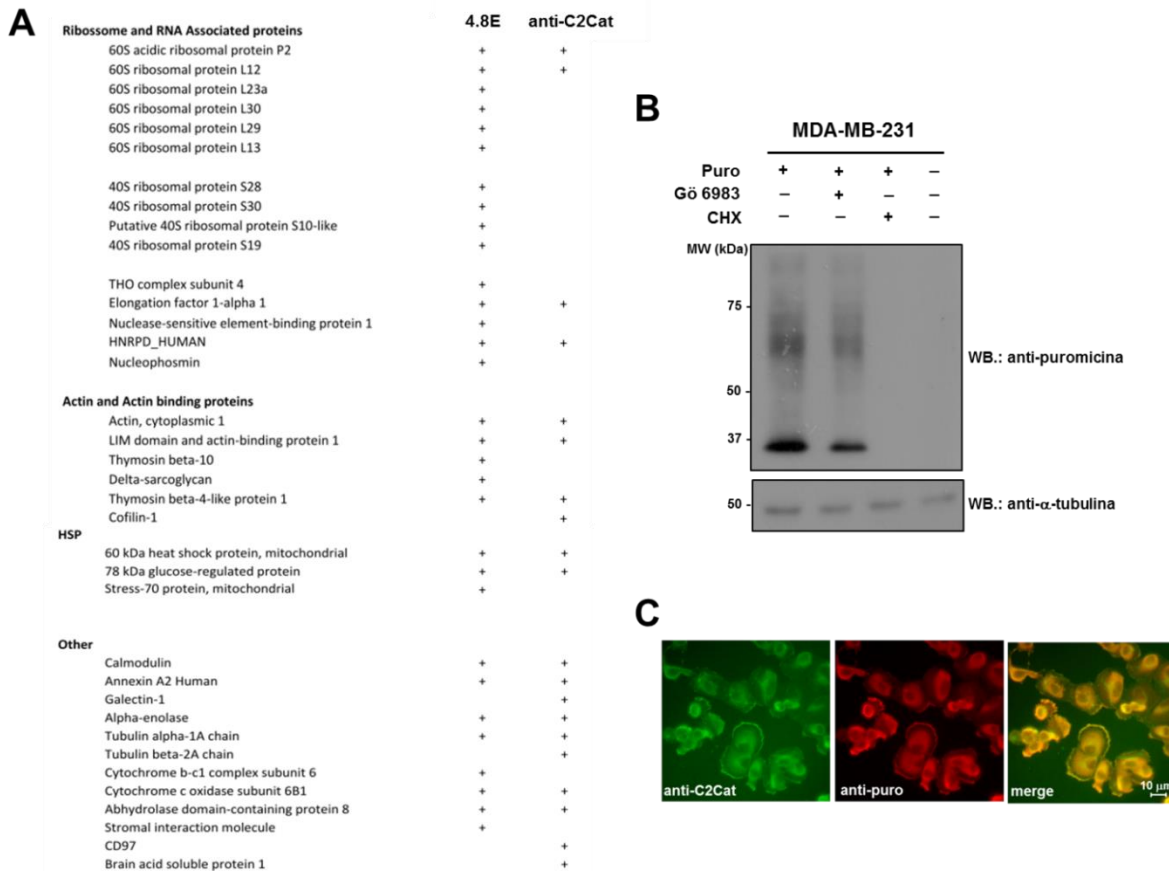 A
4.8E anti-C2Cat
Ribossome and RNA Associated proteins
60S acidic ribosomal protein P2 + +
60S ribosomal protein L12 + +
60S ribosomal protein L23a +
60S ribosomal protein L30 +
60S ribosomal protein L29 +
60S ribosomal protein L13 +
40S ribosomal protein S28 +
40S ribosomal protein S30 +
Putative 40S ribosomal protein S10-like +
40S ribosomal protein S19 +
THO complex subunit 4 +
Elongation factor 1-alpha 1 + +
Nuclease-sensitive element-binding protein 1 +
HNRPD_HUMAN + +
Nucleophosmin +
Actin and Actin binding proteins
Actin, cytoplasmic 1 + +
LIM domain and actin-binding protein 1 + +
Thymosin beta-10 +
Delta-sarcoglycan +
Thymosin beta-4-like protein 1 + +
Cofilin-1 +
HSP
60 kDa heat shock protein, mitochondrial + +
78 kDa glucose-regulated protein + +
Stress-70 protein, mitochondrial +
Other
Calmodulin + +
Annexin A2 Human + +
Galectin-1 +
Alpha-enolase + +
Tubulin alpha-1A chain + +
Tubulin beta-2A chain +
Cytochrome b-c1 complex subunit 6 +
Cytochrome c oxidase subunit 6B1 + +
Abhydrolase domain-containing protein 8 + +
Stromal interaction molecule +
CD97 +
Brain acid soluble protein 1 +
B
MDA-MB-231
Puro + + + –
Gö 6983 – + – –
CHX – – + –
MW (kDa)
75 -
50 -
37 -
WB.: anti-puromicina
50 -
WB.: anti-α-tubulina
C
anti-C2Cat
anti-puro
merge
10 µm